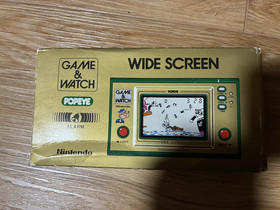 GAME
&
WATCH
WIDE SCREEN
POPEYE
ALARM
Nintendo
POPEYE
GAME &
WATCH